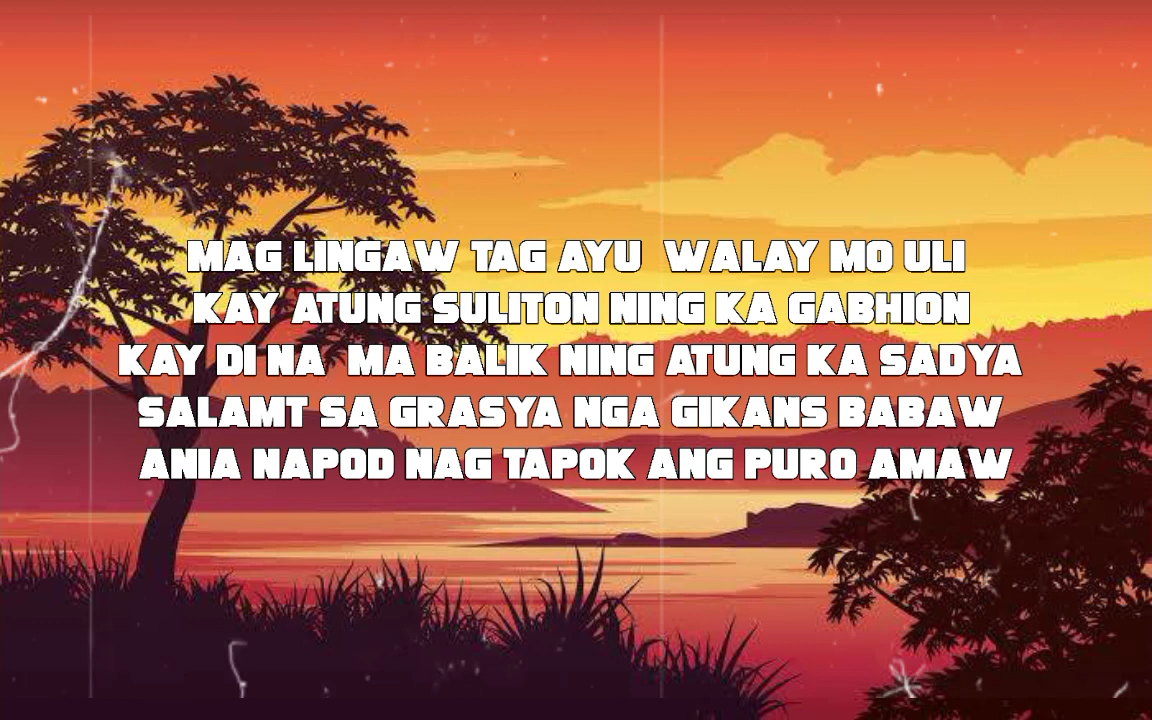 MAG LINGAW TAG AYU WALAY MO ULI
KAY ATUNG SULITON NING KA GABHION
KAY DI NA MA BALIK NING ATUNG KA SADYA
SALAMT SA GRASYA NGA GIKANS BABAW
ANIA NAPOD NAG TAPOK ANG PURO AMAW